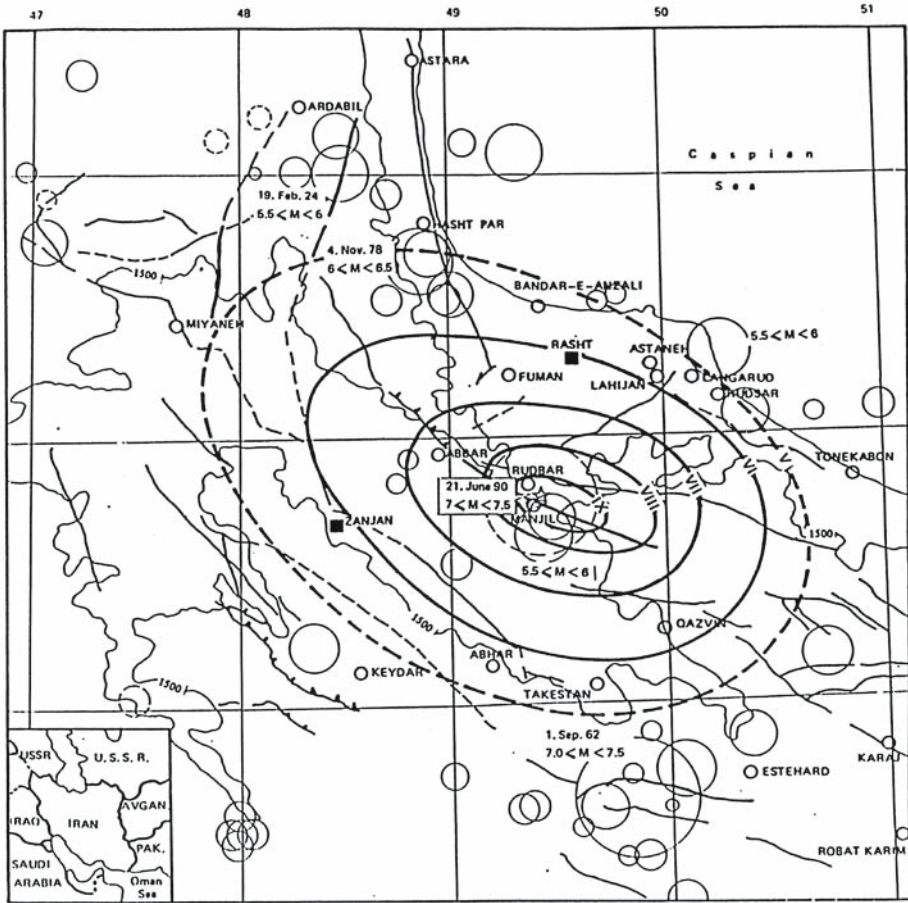 47 48 49 50 51
ASTARA
ARDABIL
Caspian
Sea
19. Feb. 24
5.5 < M < 6
HASHT PAR
4. Nov. 78
6 < M < 6.5
1500
BANDAR-E-ANZALI
MIYANEH
5.5 < M < 6
RASHT
ASTANEH
FUMAN
LAHIJAN
LANGARUD
RUDSAR
ABBAR
TONEKABON
RUDBAR
21. June 90
7 < M < 7.5
MANJIL
VI
VII
VIII
ZANJAN
1500
5.5 < M < 6
1500
QAZVIN
ABHAR
KEYDAR
1500
TAKESTAN
1. Sep. 62
7.0 < M < 7.5
USSR
U.S.S.R.
KARAJ
ESTEHARD
AVGAN.
IRAQ
IRAN
PAK.
SAUDI
ARABIA
Oman
Sea
ROBAT KARIM